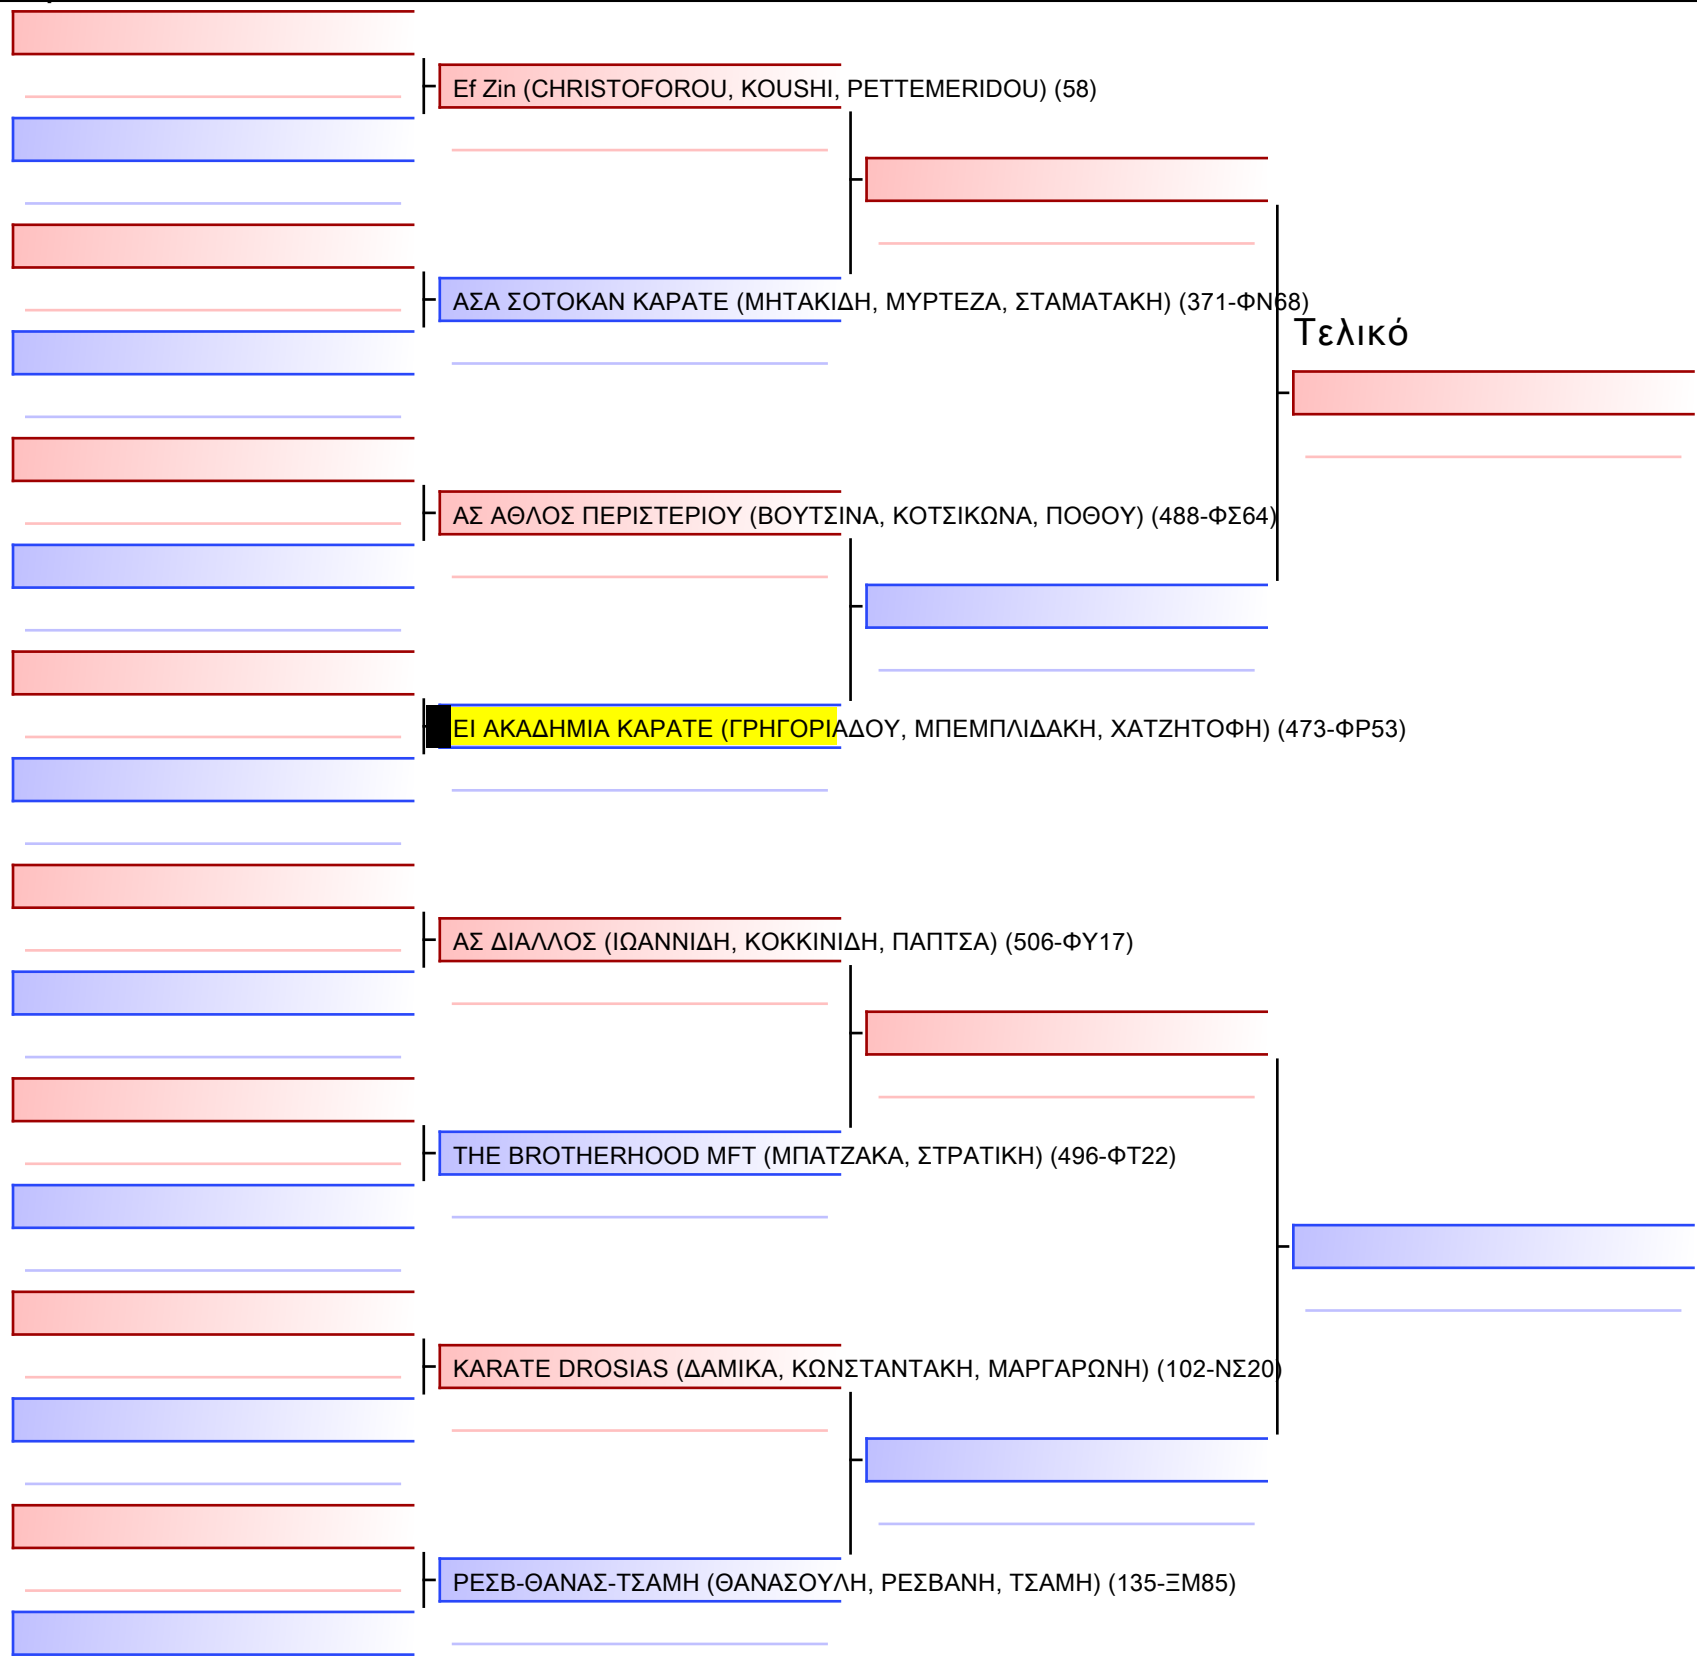 Ef Zin (CHRISTOFOROU, KOUSHI, PETTEMERIDOU) (58)
ΑΣΑ ΣΟΤΟΚΑΝ ΚΑΡΑΤΕ (ΜΗΤΑΚΙΔΗ, ΜΥΡΤΕΖΑ, ΣΤΑΜΑΤΑΚΗ) (371-ΦΝ68)
Τελικό
ΑΣ ΑΘΛΟΣ ΠΕΡΙΣΤΕΡΙΟΥ (ΒΟΥΤΣΙΝΑ, ΚΟΤΣΙΚΩΝΑ, ΠΟΘΟΥ) (488-ΦΣ64)
ΕΙ ΑΚΑΔΗΜΙΑ ΚΑΡΑΤΕ (ΓΡΗΓΟΡΙΑΔΟΥ, ΜΠΕΜΠΛΙΔΑΚΗ, ΧΑΤΖΗΤΟΦΗ) (473-ΦΡ53)
ΑΣ ΔΙΑΛΛΟΣ (ΙΩΑΝΝΙΔΗ, ΚΟΚΚΙΝΙΔΗ, ΠΑΠΤΣΑ) (506-ΦΥ17)
THE BROTHERHOOD MFT (ΜΠΑΤΖΑΚΑ, ΣΤΡΑΤΙΚΗ) (496-ΦΤ22)
KARATE DROSIAS (ΔΑΜΙΚΑ, ΚΩΝΣΤΑΝΤΑΚΗ, ΜΑΡΓΑΡΩΝΗ) (102-ΝΣ20)
ΡΕΣΒ-ΘΑΝΑΣ-ΤΣΑΜΗ (ΘΑΝΑΣΟΥΛΗ, ΡΕΣΒΑΝΗ, ΤΣΑΜΗ) (135-ΞΜ85)